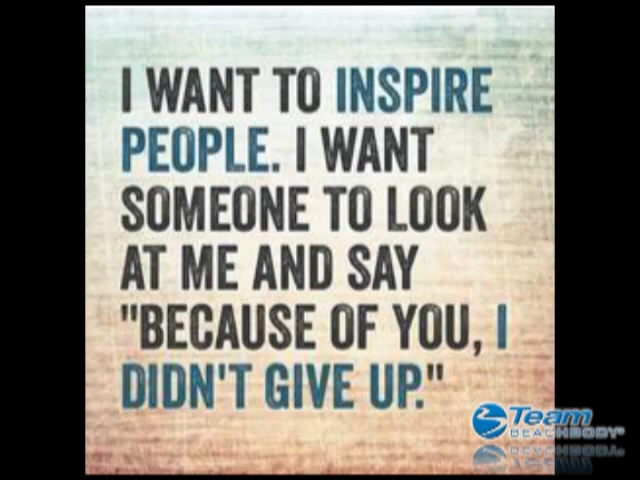 I WANT TO INSPIRE
PEOPLE. I WANT
SOMEONE TO LOOK
AT ME AND SAY
"BECAUSE OF YOU, I
DIDN'T GIVE UP."
Team
BEACHBODY®